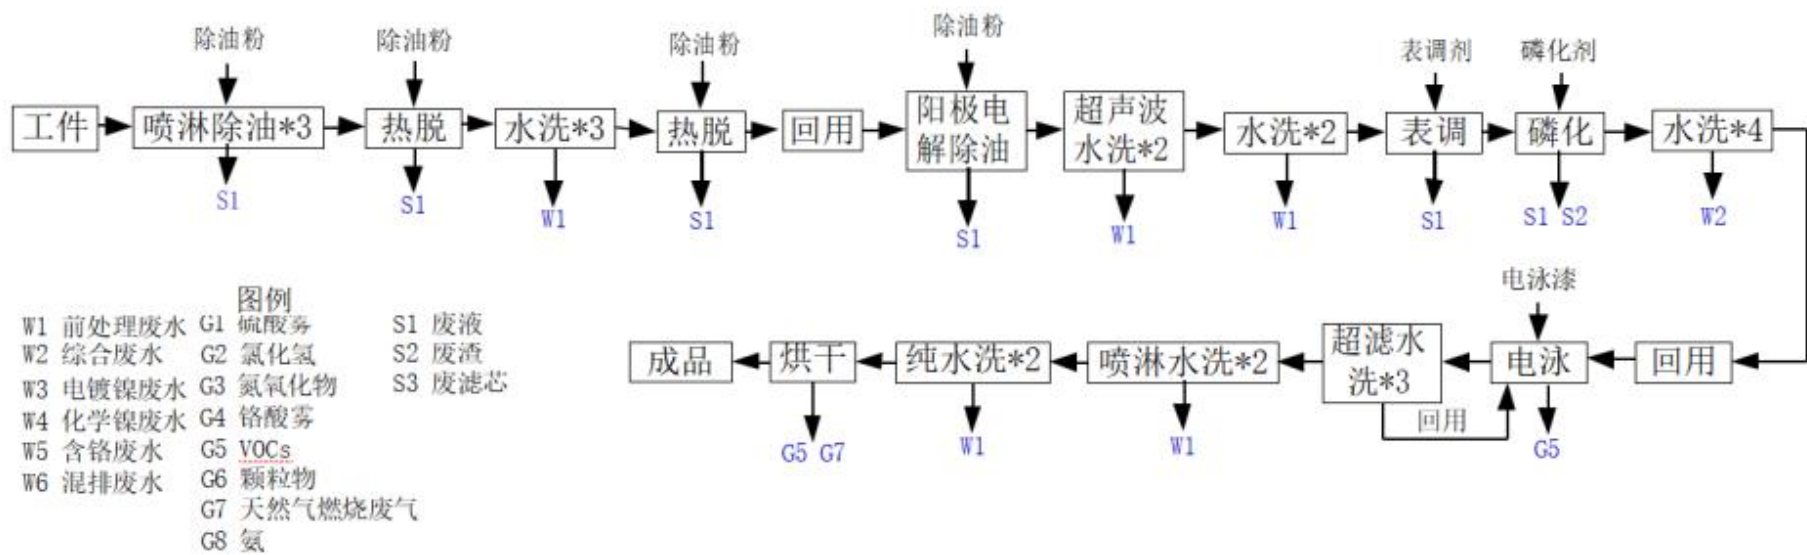 除油粉
除油粉
除油粉
除油粉
表调剂
磷化剂
工件
喷淋除油*3
热脱
水洗*3
热脱
回用
阳极电
解除油
超声波
水洗*2
水洗*2
表调
磷化
水洗*4
S1
S1
W1
S1
S1
W1
W1
S1
S1 S2
W2
电泳漆
成品
烘干
纯水洗*2
喷淋水洗*2
超滤水
洗*3
电泳
回用
回用
G5 G7
W1
W1
G5
图例
W1 前处理废水 G1 硫酸雾 S1 废液
W2 综合废水 G2 氯化氢 S2 废渣
W3 电镀镍废水 G3 氮氧化物 S3 废滤芯
W4 化学镍废水 G4 铬酸雾
W5 含铬废水 G5 VOCs
W6 混排废水 G6 颗粒物
G7 天然气燃烧废气
G8 氨